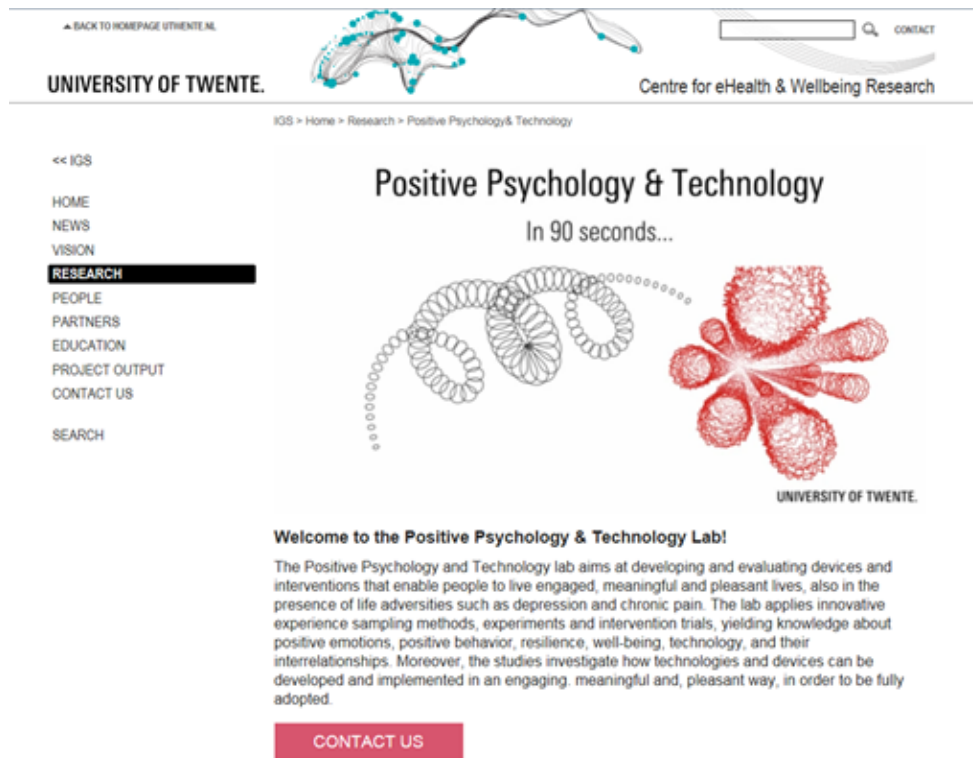 BACK TO HOMEPAGE UTWENTE.NL
CONTACT
UNIVERSITY OF TWENTE.
Centre for eHealth & Wellbeing Research
IGS > Home > Research > Positive Psychology& Technology
<< IGS
HOME
NEWS
VISION
RESEARCH
PEOPLE
PARTNERS
EDUCATION
PROJECT OUTPUT
CONTACT US
SEARCH
Positive Psychology & Technology
In 90 seconds...
UNIVERSITY OF TWENTE.
Welcome to the Positive Psychology & Technology Lab!
The Positive Psychology and Technology lab aims at developing and evaluating devices and
interventions that enable people to live engaged, meaningful and pleasant lives, also in the
presence of life adversities such as depression and chronic pain. The lab applies innovative
experience sampling methods, experiments and intervention trials, yielding knowledge about
positive emotions, positive behavior, resilience, well-being, technology, and their
interrelationships. Moreover, the studies investigate how technologies and devices can be
developed and implemented in an engaging. meaningful and, pleasant way, in order to be fully
adopted.
CONTACT US